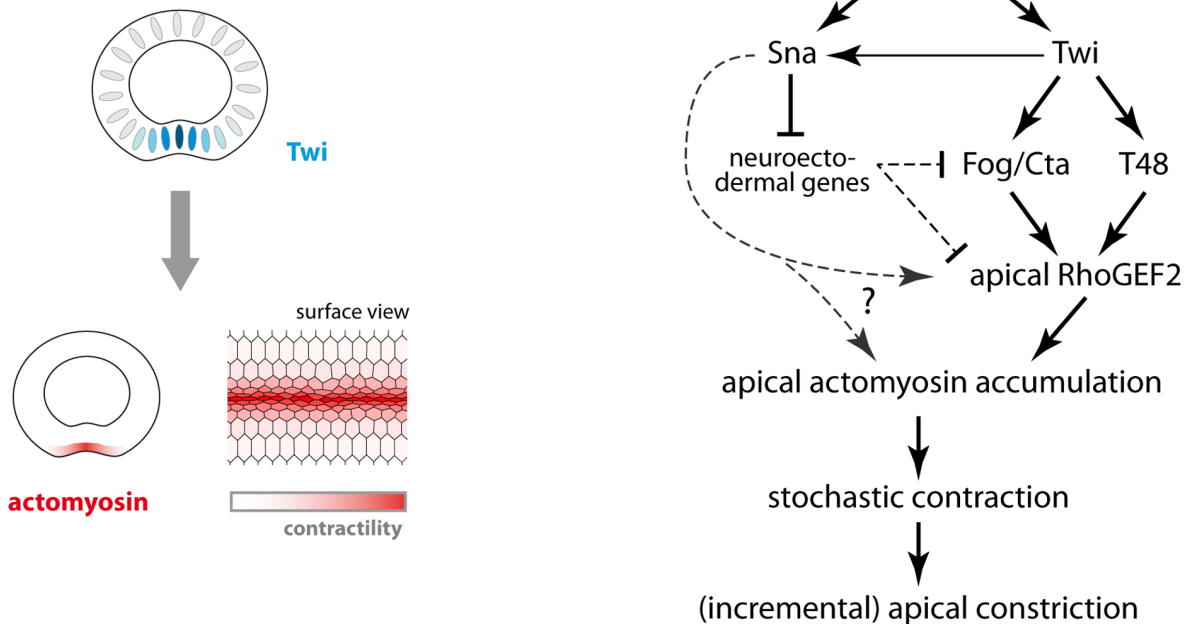 Twi
surface view
actomyosin
contractility
Sna
Twi
neuroecto-
dermal genes
Fog/Cta
T48
apical RhoGEF2
?
apical actomyosin accumulation
stochastic contraction
(incremental) apical constriction